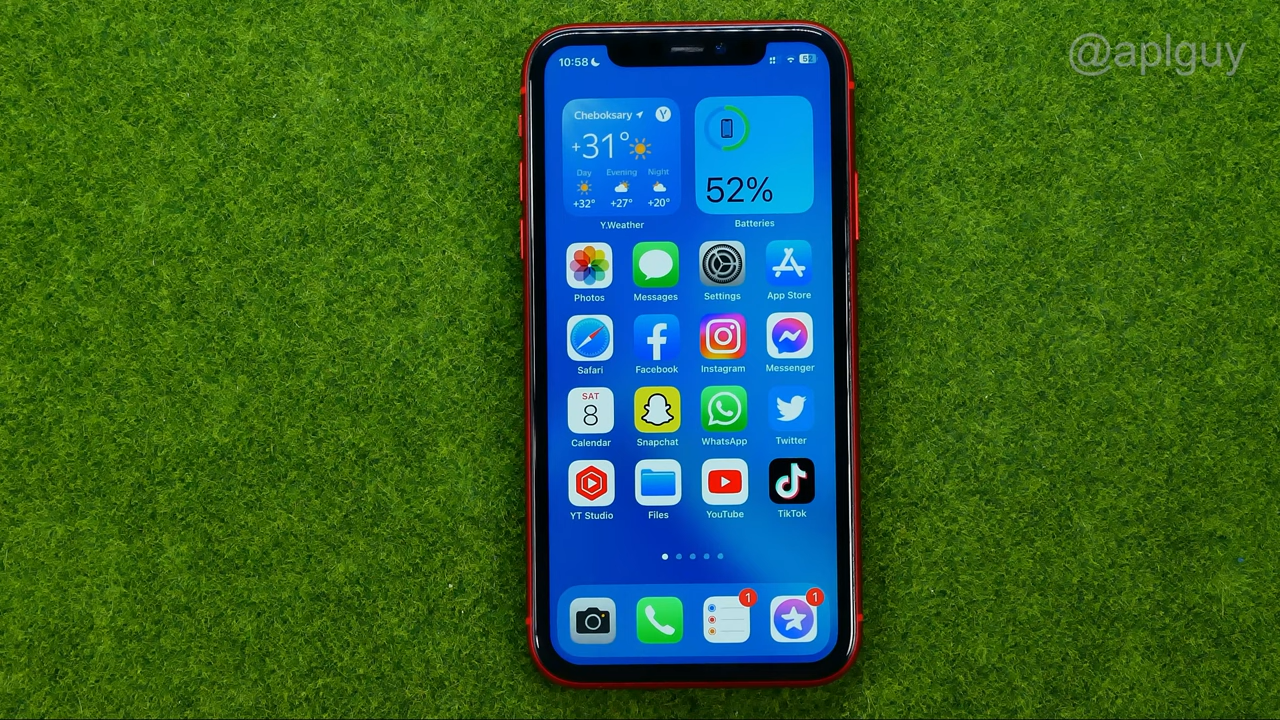 @aplguy
10:58
52
Cheboksary
Y
+31°
Day Evening Night
+32° +27° +20°
Y.Weather
52%
Batteries
Photos Messages Settings App Store
Safari Facebook Instagram Messenger
SAT
8
Calendar Snapchat WhatsApp Twitter
YT Studio Files YouTube TikTok
1 1